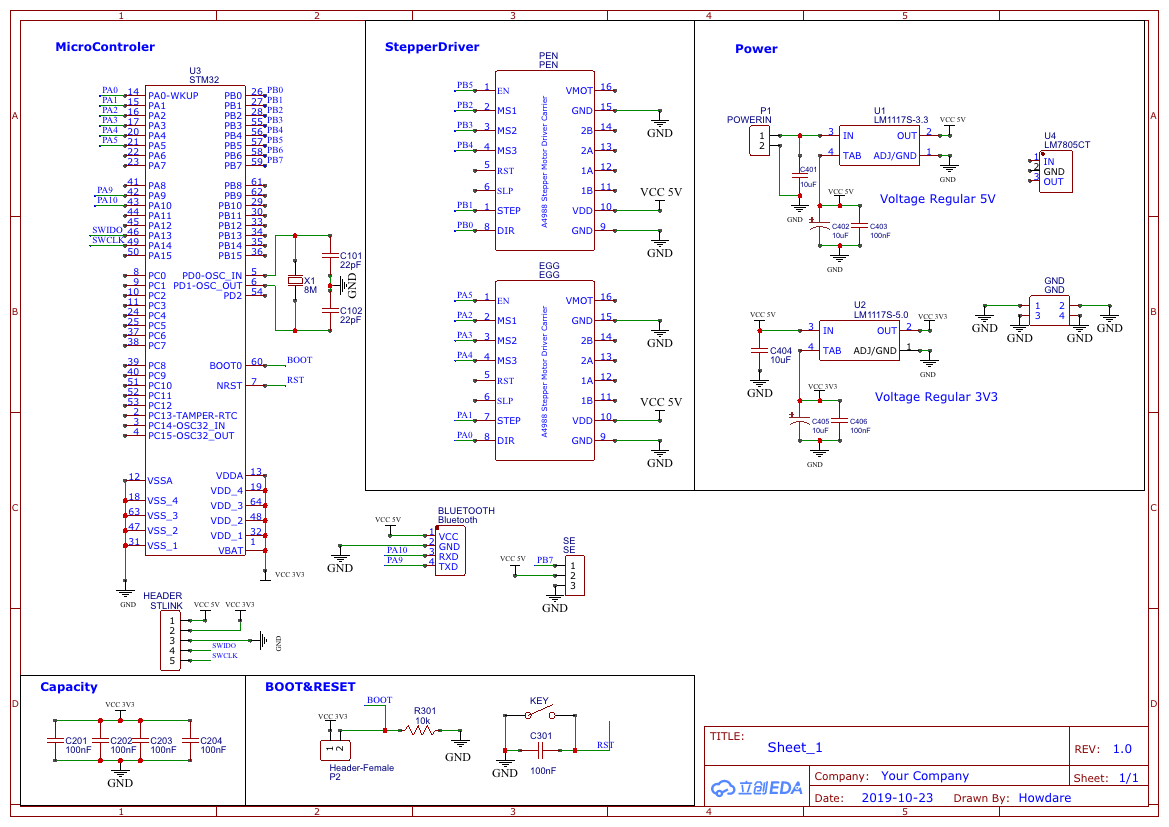 1 2 3 4 5
A
B
C
D
MicroControler
U3
STM32
PA0 14 PA0-WKUP PB0 26 PB0
PA1 15 PA1 PB1 27 PB1
PA2 16 PA2 PB2 28 PB2
PA3 17 PA3 PB3 55 PB3
PA4 20 PA4 PB4 56 PB4
PA5 21 PA5 PB5 57 PB5
22 PA6 PB6 58 PB6
23 PA7 PB7 59 PB7
41 PA8 PB8 61
PA9 42 PA9 PB9 62
PA10 43 PA10 PB10 29
44 PA11 PB11 30
45 PA12 PB12 33
SWIDO 46 PA13 PB13 34
SWCLK 49 PA14 PB14 35
50 PA15 PB15 36
8 PC0 PD0-OSC_IN 5
9 PC1 PD1-OSC_OUT 6
10 PC2 PD2 54
11 PC3
24 PC4
25 PC5
37 PC6
38 PC7
39 PC8 BOOT0 60 BOOT
40 PC9
51 PC10 NRST 7 RST
52 PC11
53 PC12
2 PC13-TAMPER-RTC
3 PC14-OSC32_IN
4 PC15-OSC32_OUT
12 VSSA VDDA 13
18 VSS_4 VDD_4 19
63 VSS_3 VDD_3 64
47 VSS_2 VDD_2 48
31 VSS_1 VDD_1 32
VBAT 1
GND
VCC 3V3
X1
8M
C101
22pF
GND
C102
22pF
HEADER
STLINK
VCC 5V VCC 3V3
1
2
3 GND
4 SWIDO
5 SWCLK
StepperDriver
PEN
PEN
A4988 Stepper Motor Driver Carrier
PB5 1 EN VMOT 16
PB2 2 MS1 GND 15 GND
PB3 3 MS2 2B 14
PB4 4 MS3 2A 13
5 RST 1A 12
6 SLP 1B 11
PB1 1 STEP VDD 10 VCC 5V
PB0 8 DIR GND 9 GND
EGG
EGG
A4988 Stepper Motor Driver Carrier
PA5 1 EN VMOT 16
PA2 2 MS1 GND 15 GND
PA3 3 MS2 2B 14
PA4 4 MS3 2A 13
5 RST 1A 12
6 SLP 1B 11
PA1 7 STEP VDD 10 VCC 5V
PA0 8 DIR GND 9 GND
BLUETOOTH
Bluetooth
VCC 5V 1 VCC
GND 2 GND
PA10 3 RXD
PA9 4 TXD
SE
SE
PB7 1
VCC 5V 2
GND 3
Power
P1
POWERIN
1
2
U1
LM1117S-3.3
3 IN OUT 2 VCC 5V
4 TAB ADJ/GND 1 GND
C401
10uF
GND
VCC 5V
C402
10uF
C403
100nF
GND
Voltage Regular 5V
U4
LM7805CT
1 IN
2 GND
3 OUT
U2
LM1117S-5.0
VCC 5V 3 IN OUT 2 VCC 3V3
4 TAB ADJ/GND 1 GND
C404
10uF
GND
VCC 3V3
C405
10uF
C406
100nF
GND
Voltage Regular 3V3
GND
GND
1 2
3 4
GND GND GND GND
Capacity
VCC 3V3
C201
100nF
C202
100nF
C203
100nF
C204
100nF
GND
BOOT&RESET
VCC 3V3
BOOT
R301
10k
GND
1 2
Header-Female
P2
KEY
C301
100nF
GND
RST
TITLE:
Sheet_1
REV: 1.0
立创EDA
Company: Your Company
Sheet: 1/1
Date: 2019-10-23 Drawn By: Howdare
A
B
C
D
1 2 3 4 5